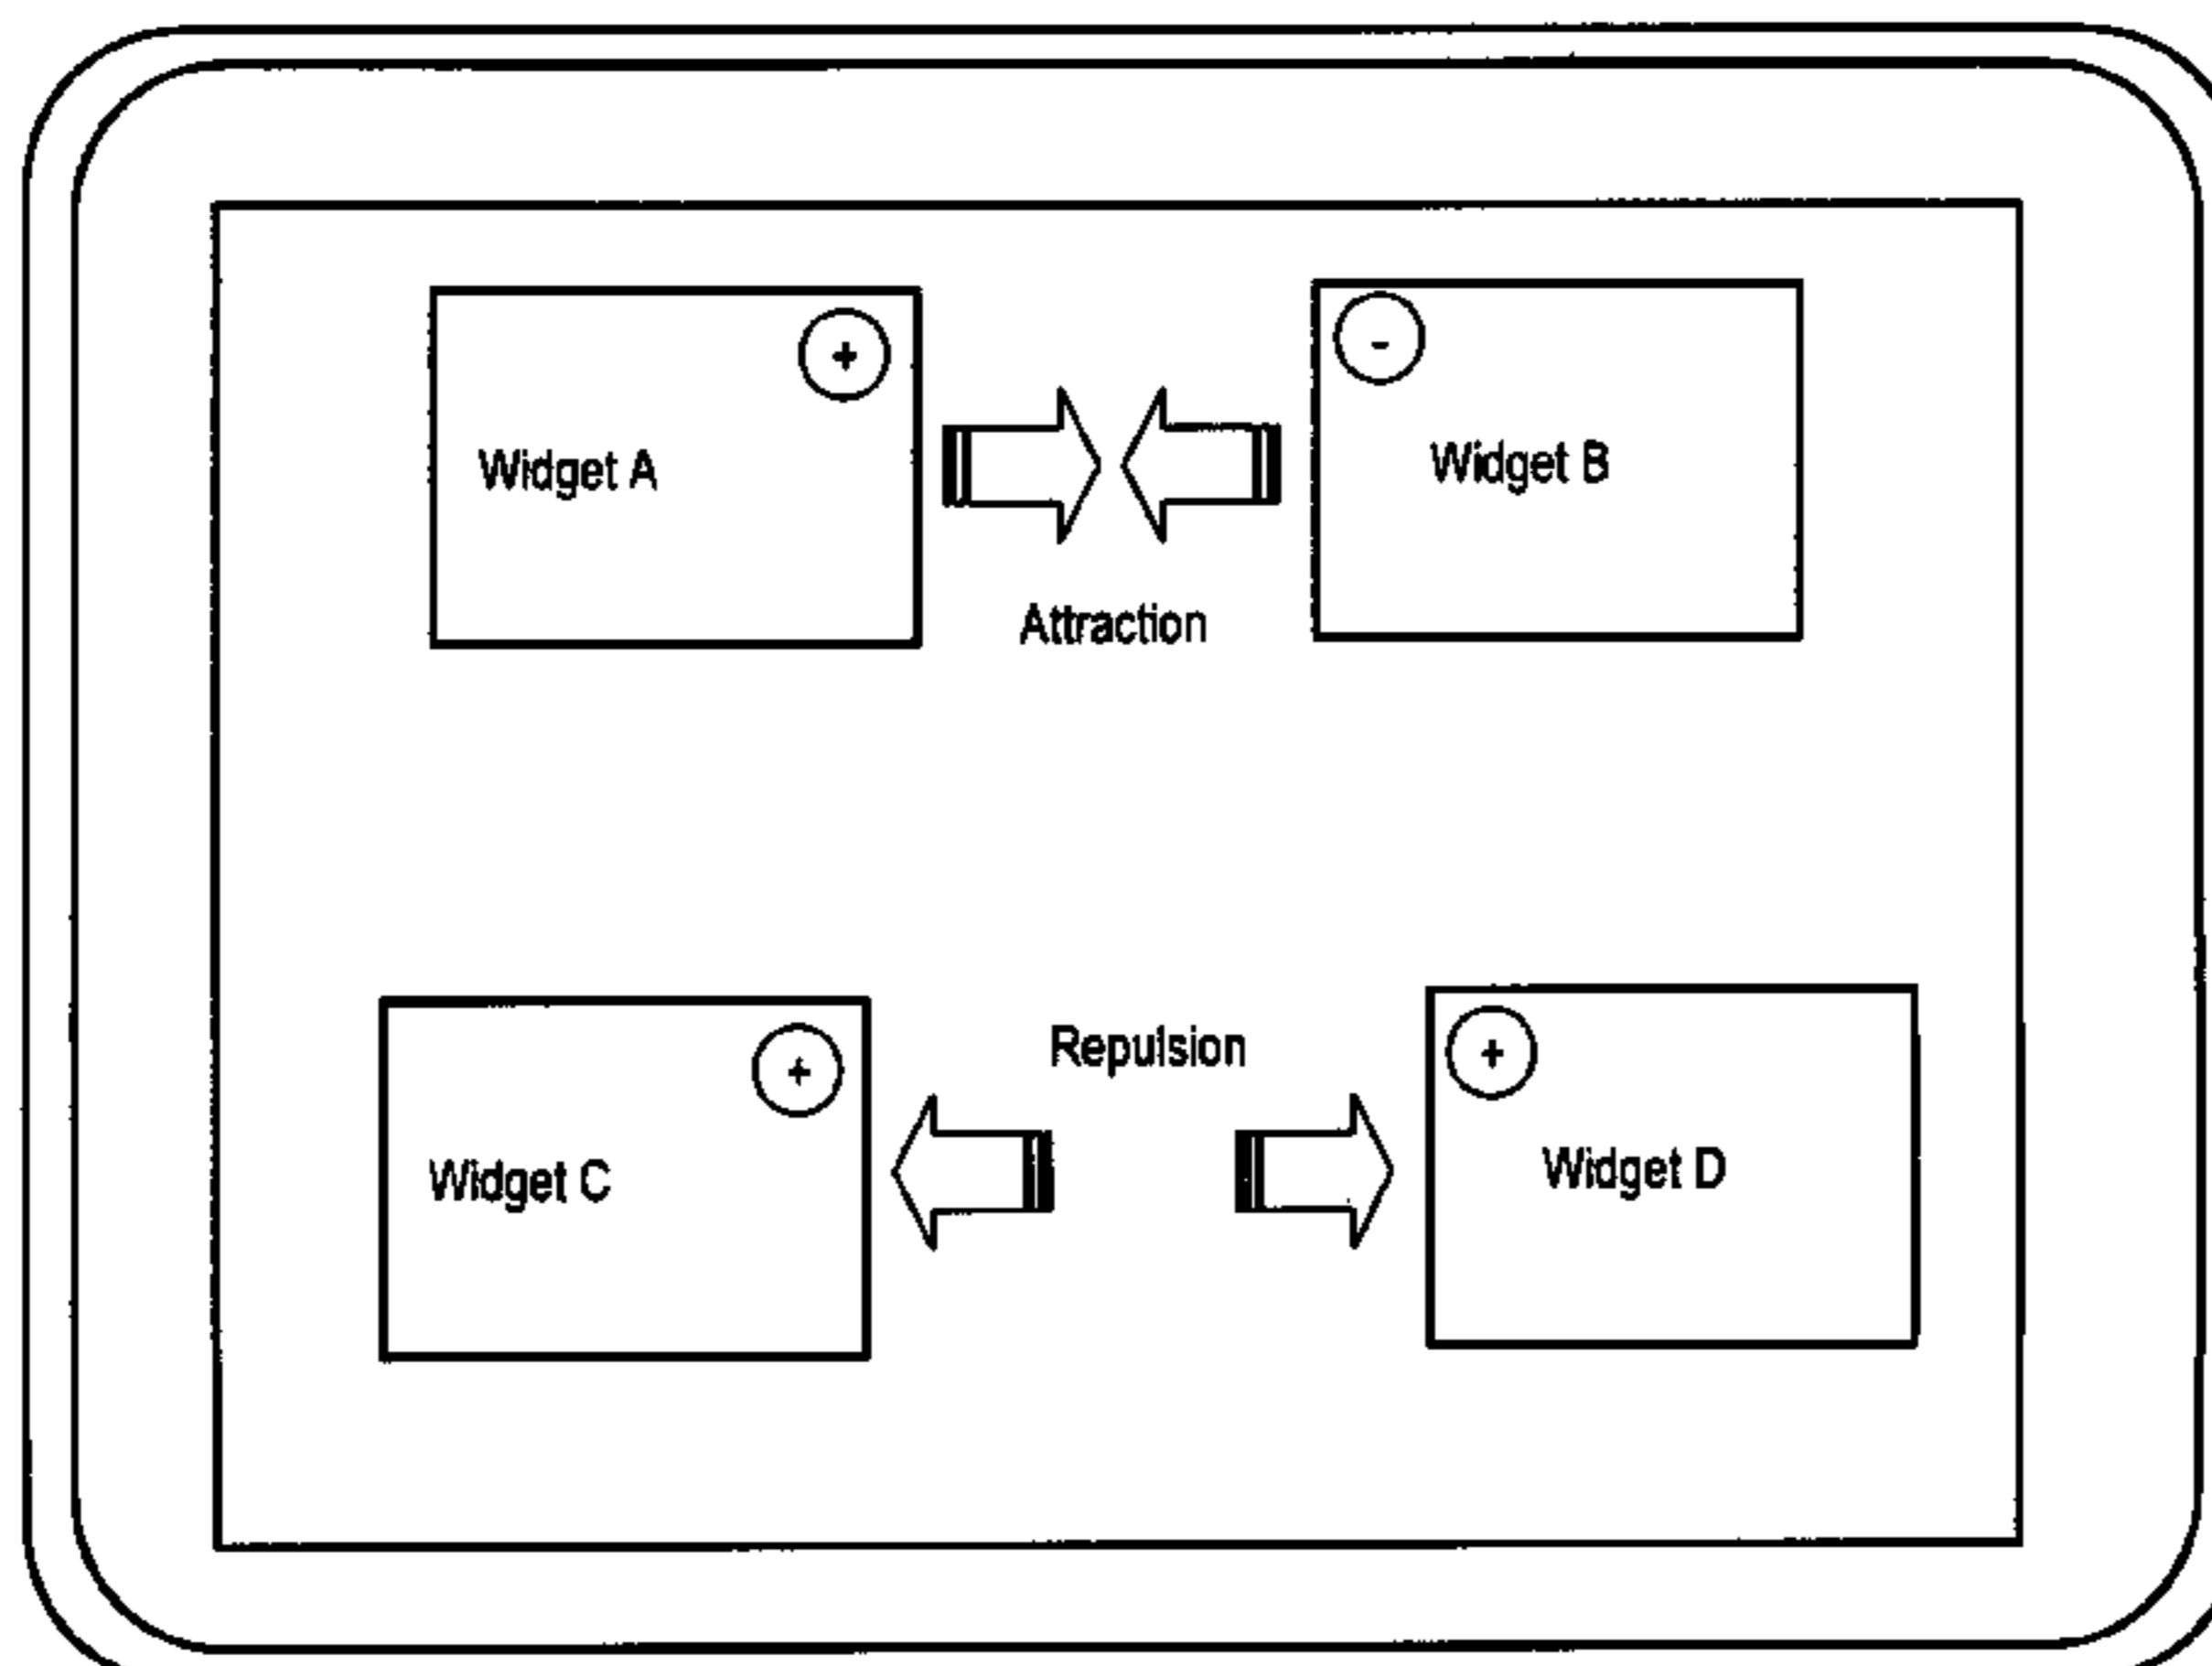 +
-
Widget A
Widget B
Attraction
Repulsion
+
+
Widget C
Widget D